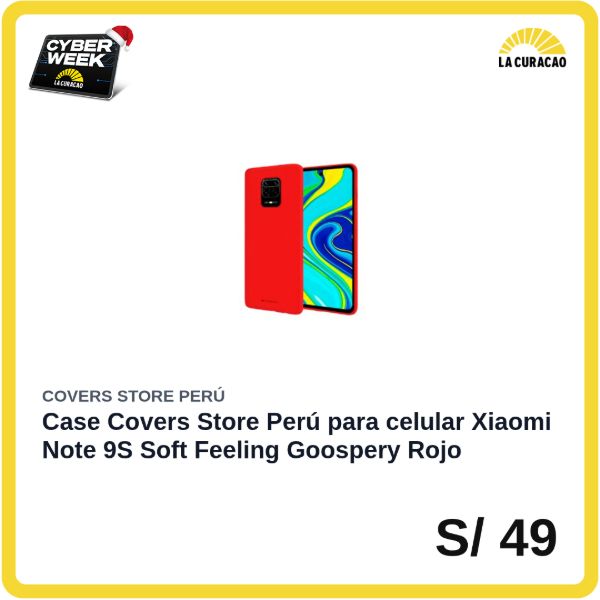 CYBER
WEEK
LA CURACAO
LA CURACAO
COVERS STORE PERÚ
Case Covers Store Perú para celular Xiaomi
Note 9S Soft Feeling Goospery Rojo
S/ 49